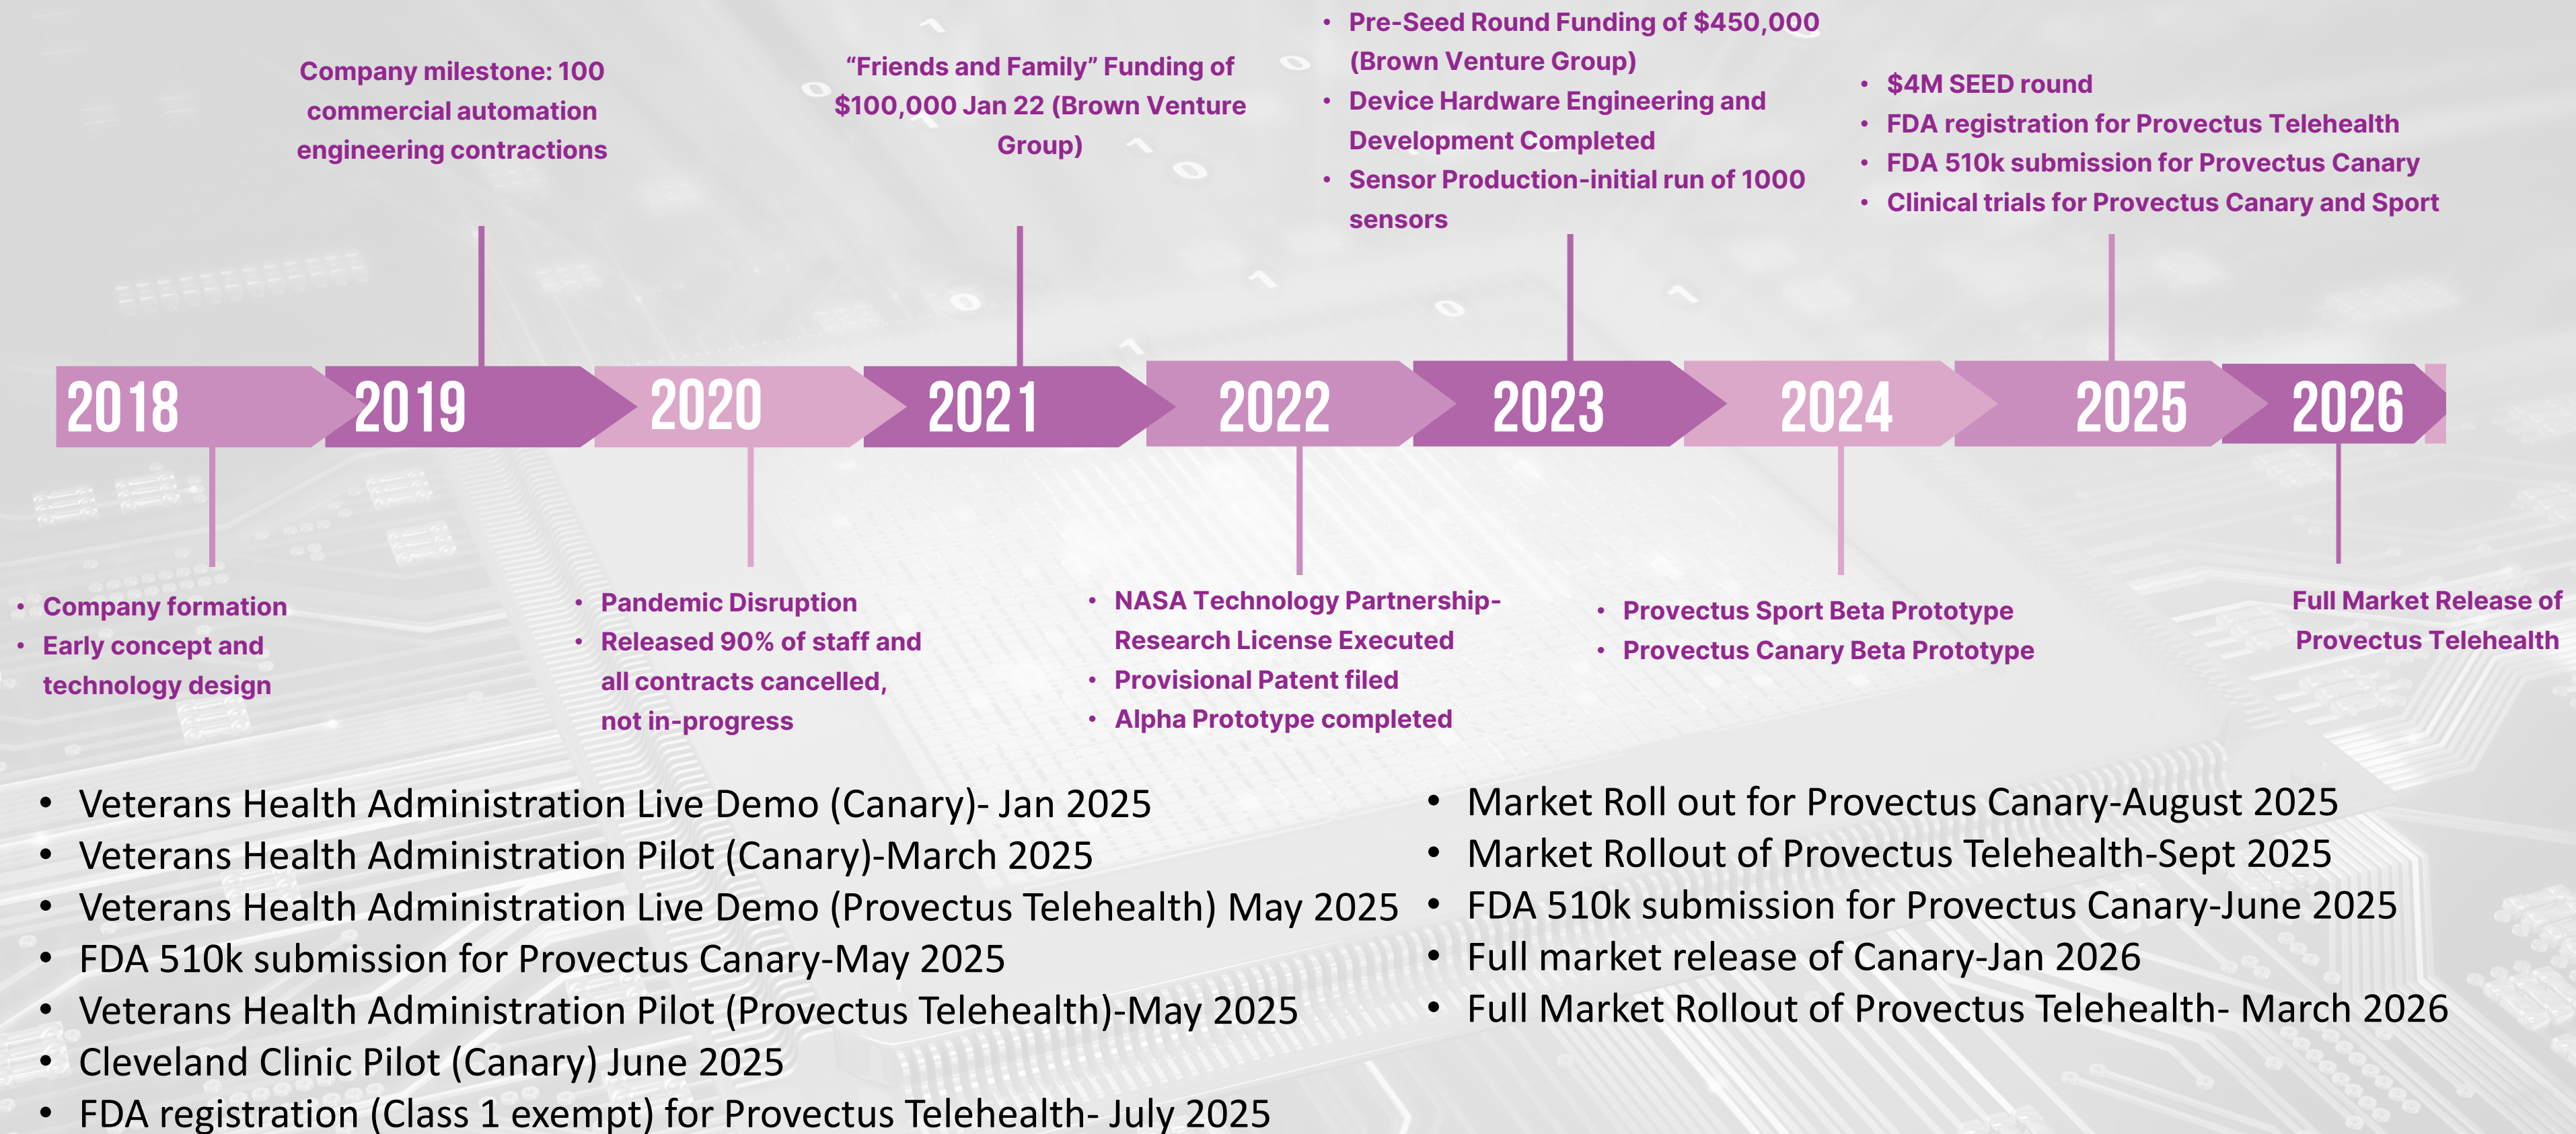 Company milestone: 100
commercial automation
engineering contractions
“Friends and Family” Funding of
$100,000 Jan 22 (Brown Venture
Group)
• Pre-Seed Round Funding of $450,000
(Brown Venture Group)
• Device Hardware Engineering and
Development Completed
• Sensor Production-initial run of 1000
sensors
• $4M SEED round
• FDA registration for Provectus Telehealth
• FDA 510k submission for Provectus Canary
• Clinical trials for Provectus Canary and Sport
2018 2019 2020 2021 2022 2023 2024 2025 2026
• Company formation
• Early concept and
technology design
• Pandemic Disruption
• Released 90% of staff and
all contracts cancelled,
not in-progress
• NASA Technology Partnership-
Research License Executed
• Provisional Patent filed
• Alpha Prototype completed
• Provectus Sport Beta Prototype
• Provectus Canary Beta Prototype
Full Market Release of
Provectus Telehealth
• Veterans Health Administration Live Demo (Canary)- Jan 2025
• Veterans Health Administration Pilot (Canary)-March 2025
• Veterans Health Administration Live Demo (Provectus Telehealth) May 2025
• FDA 510k submission for Provectus Canary-May 2025
• Veterans Health Administration Pilot (Provectus Telehealth)-May 2025
• Cleveland Clinic Pilot (Canary) June 2025
• FDA registration (Class 1 exempt) for Provectus Telehealth- July 2025
• Market Roll out for Provectus Canary-August 2025
• Market Rollout of Provectus Telehealth-Sept 2025
• FDA 510k submission for Provectus Canary-June 2025
• Full market release of Canary-Jan 2026
• Full Market Rollout of Provectus Telehealth- March 2026